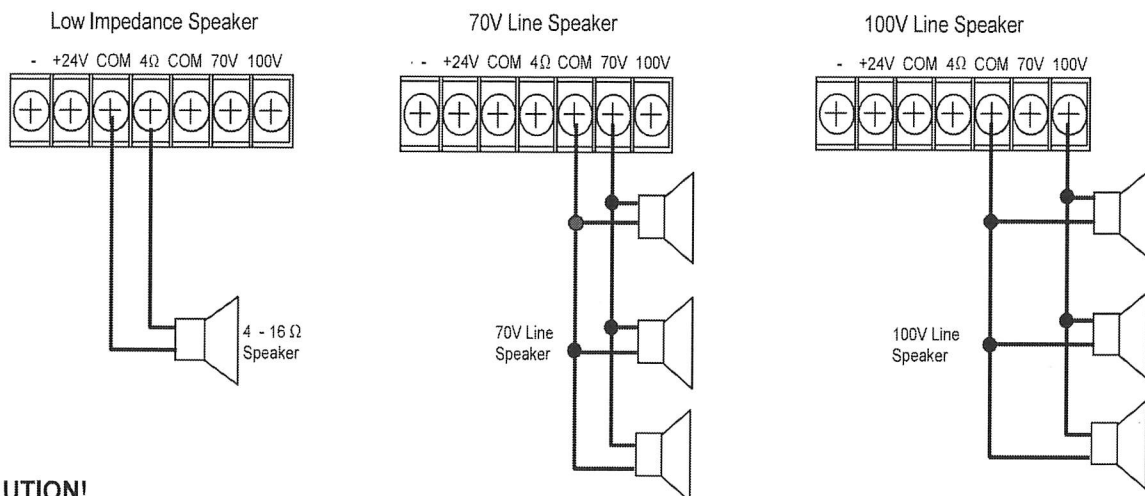 Low Impedance Speaker
- +24V COM 4Ω COM 70V 100V
4 - 16 Ω
Speaker
70V Line Speaker
- +24V COM 4Ω COM 70V 100V
70V Line
Speaker
100V Line Speaker
- +24V COM 4Ω COM 70V 100V
100V Line
Speaker
UTION!